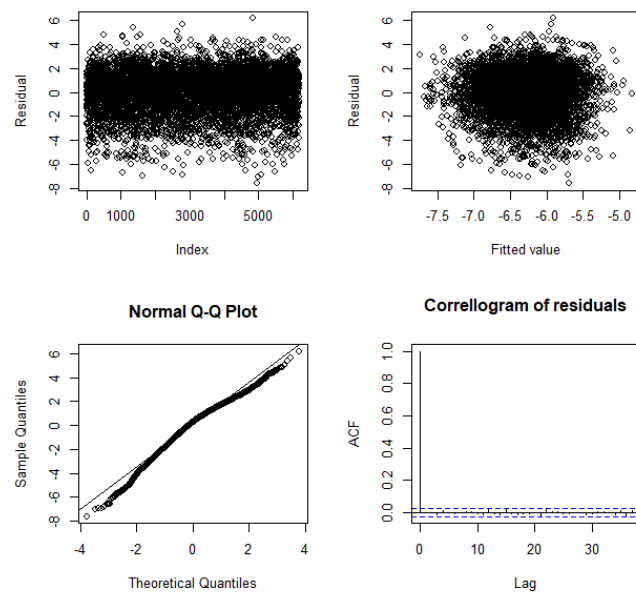 6
4
2
0
-2
-4
-6
-8
Residual
0 1000 3000 5000
Index
6
4
2
0
-2
-4
-6
-8
Residual
-7.5 -7.0 -6.5 -6.0 -5.5 -5.0
Fitted value
Normal Q-Q Plot
6
4
2
0
-2
-4
-6
-8
Sample Quantiles
-4 -2 0 2 4
Theoretical Quantiles
Correllogram of residuals
1.0
0.8
0.6
0.4
0.2
0.0
ACF
0 10 20 30
Lag